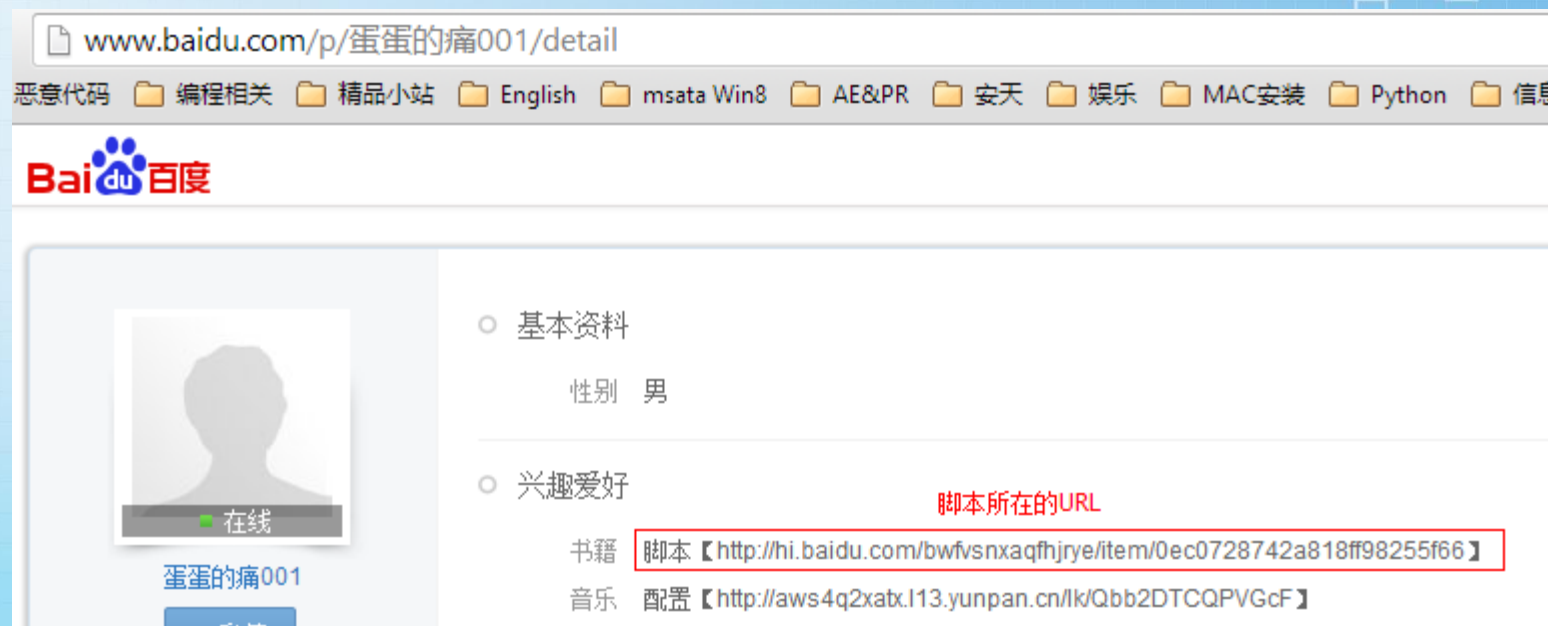 www.baidu.com/p/蛋蛋的痛001/detail
恶意代码 编程相关 精品小站 English msata Win8 AE&PR 安天 娱乐 MAC安装 Python 信息
Bai du 百度
基本资料
性别 男
兴趣爱好
脚本所在的URL
在线
书籍 脚本【http://hi.baidu.com/bwfvsnxaqfhjrye/item/0ec0728742a818ff98255f66】
蛋蛋的痛001
音乐 配置【http://aws4q2xatx.l13.yunpan.cn/lk/Qbb2DTCQPVGcF】